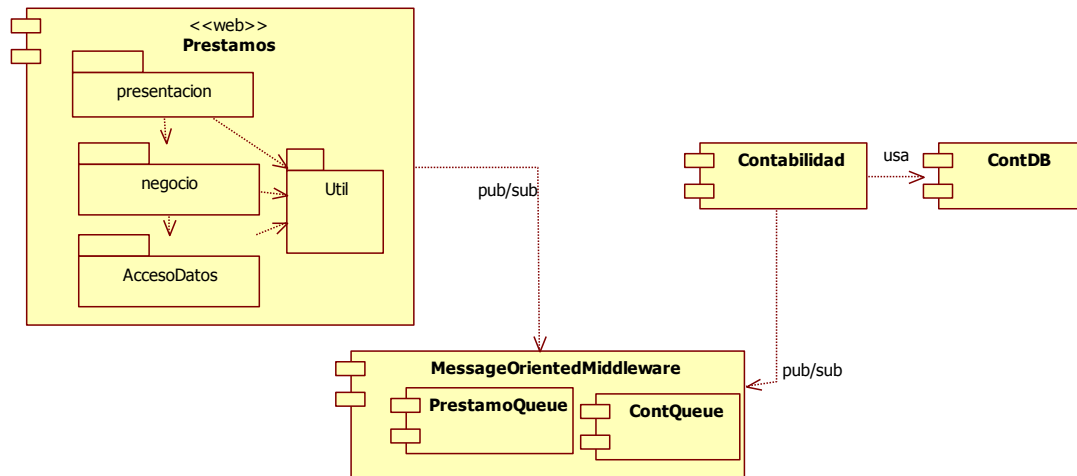 <<web>>
Prestamos
presentacion
negocio
Util
AccesoDatos
pub/sub
Contabilidad
usa
ContDB
pub/sub
MessageOrientedMiddleware
PrestamoQueue
ContQueue